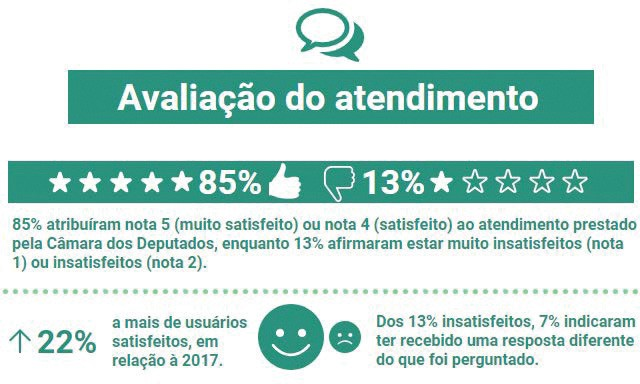 Avaliação do atendimento
85% 13%
85% atribuíram nota 5 (muito satisfeito) ou nota 4 (satisfeito) ao atendimento prestado
pela Câmara dos Deputados, enquanto 13% afirmaram estar muito insatisfeitos (nota
1) ou insatisfeitos (nota 2).
22%
a mais de usuários
satisfeitos, em
relação à 2017.
Dos 13% insatisfeitos, 7% indicaram
ter recebido uma resposta diferente
do que foi perguntado.